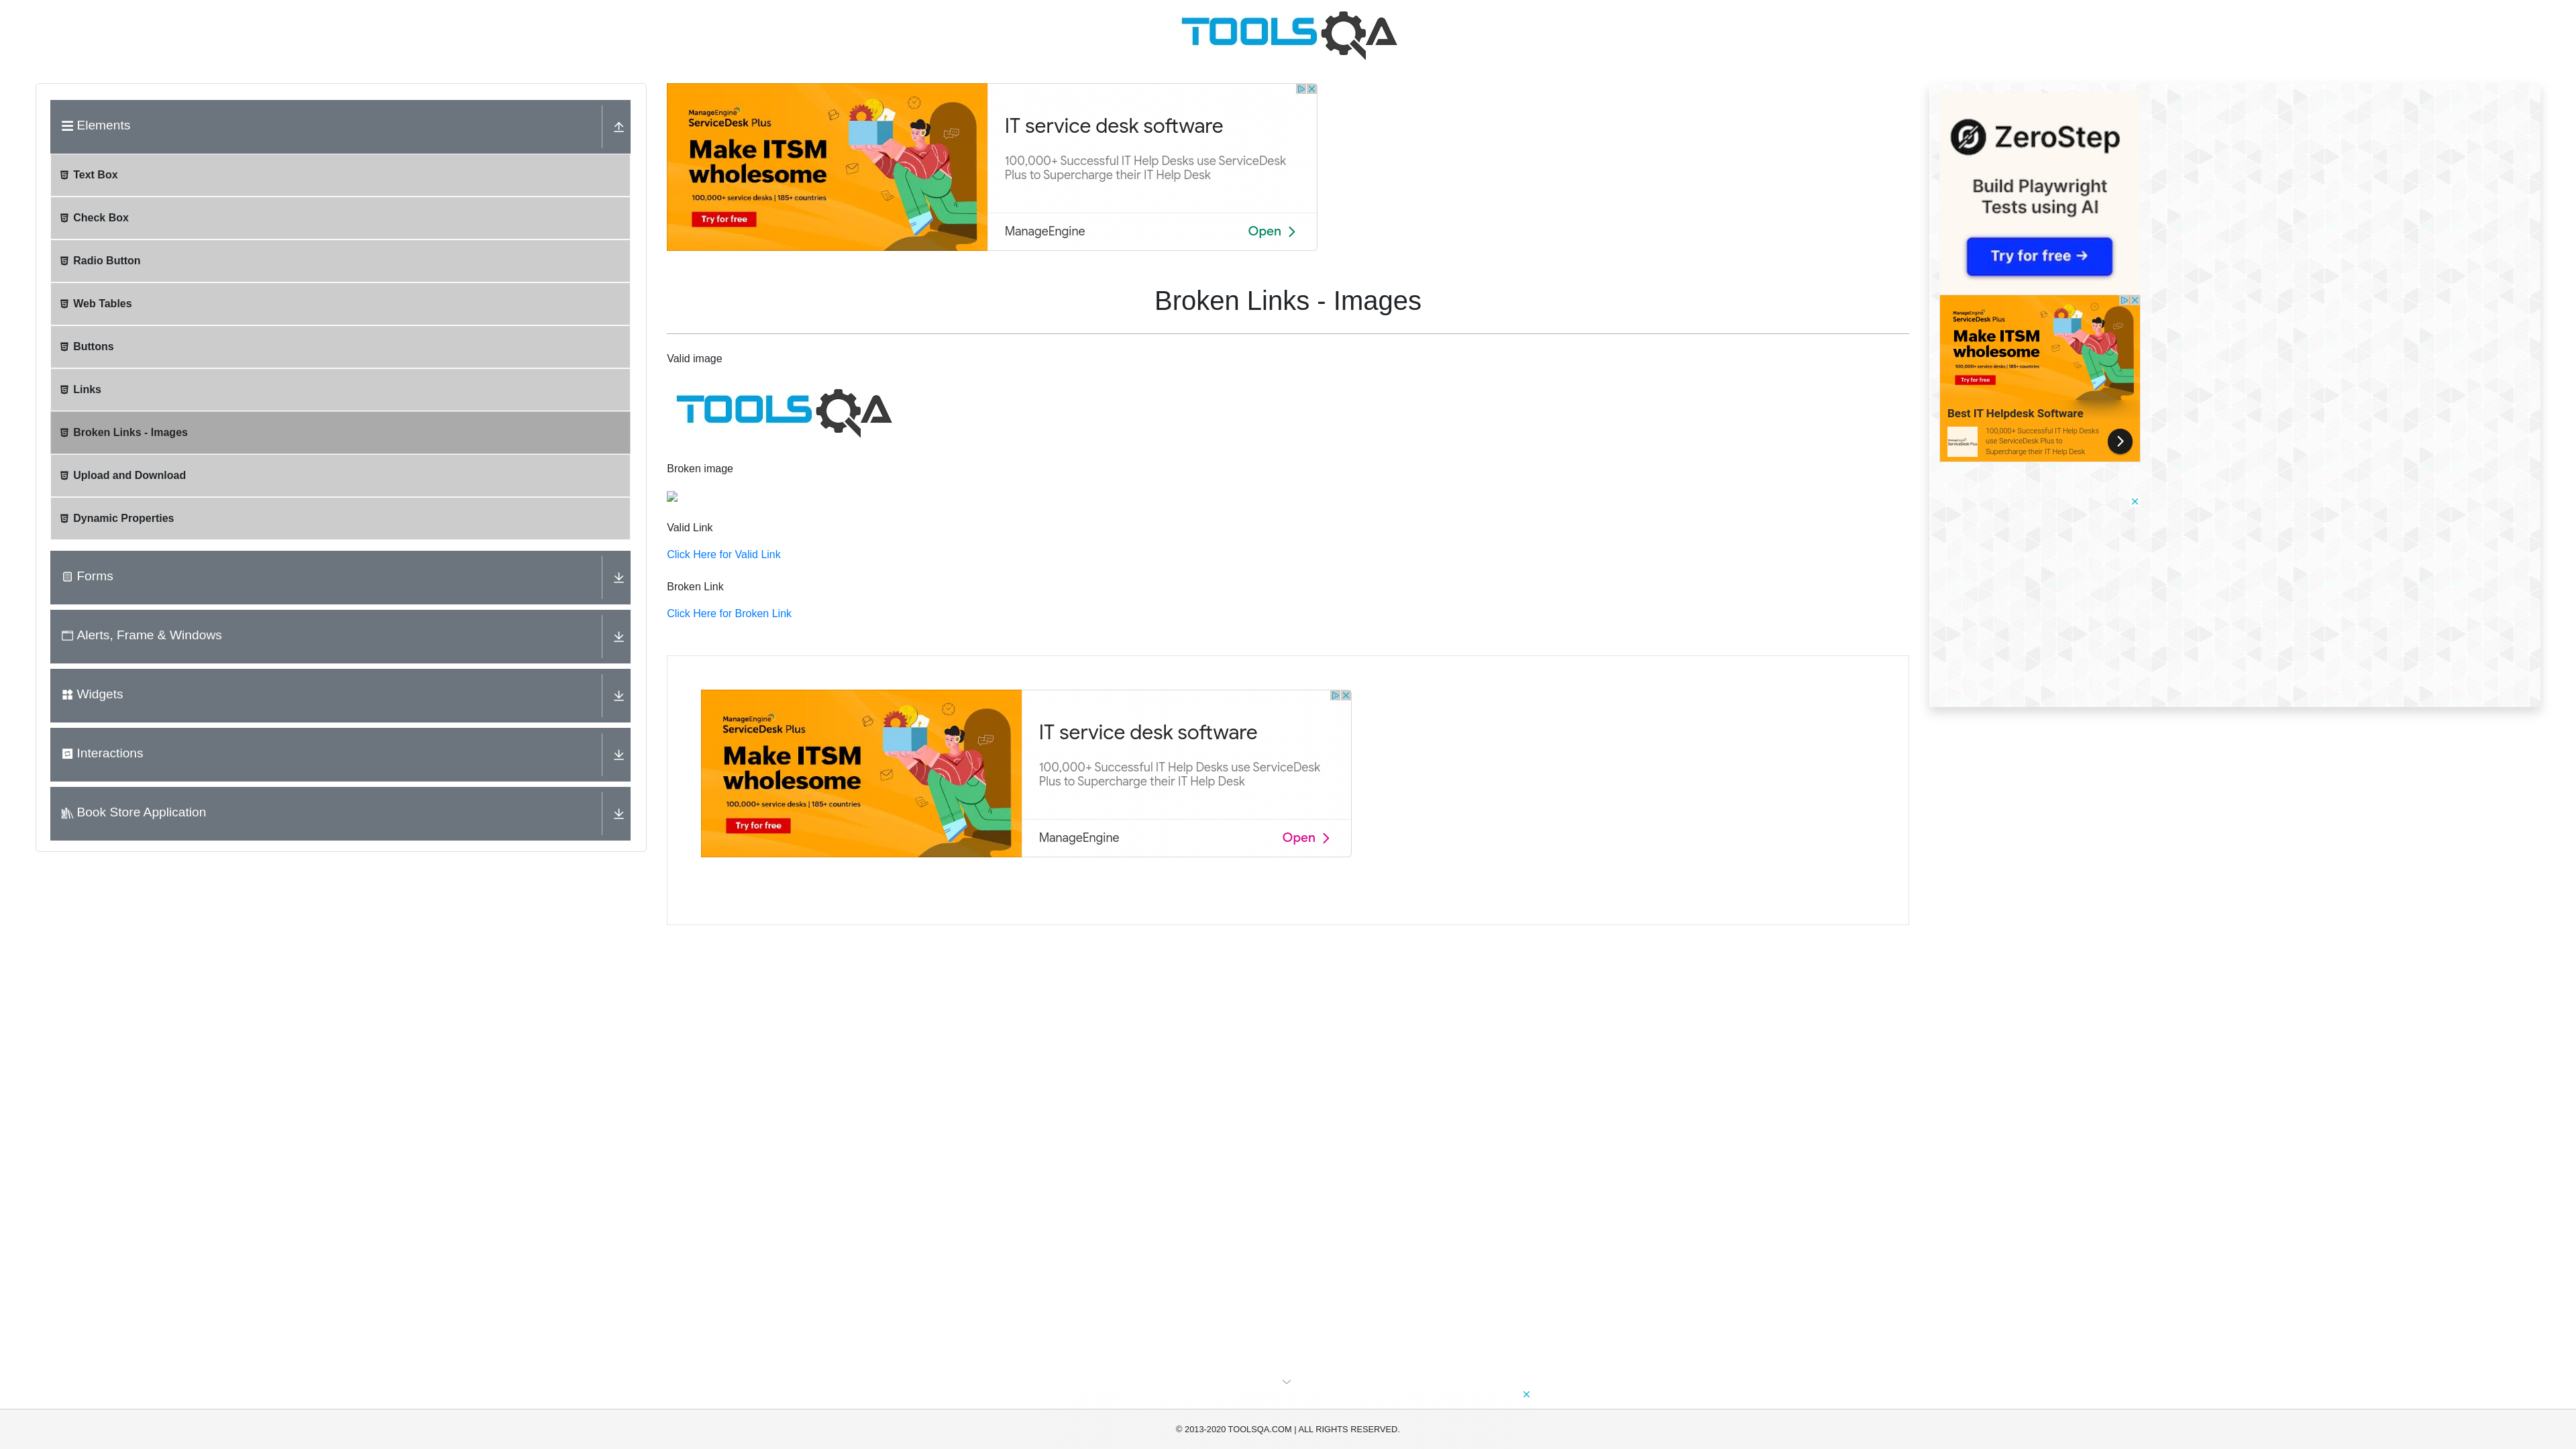 TOOLSQA
Elements
Text Box
Check Box
Radio Button
Web Tables
Buttons
Links
Broken Links - Images
Upload and Download
Dynamic Properties
Forms
Alerts, Frame & Windows
Widgets
Interactions
Book Store Application
ManageEngine
ServiceDesk Plus
Make ITSM
wholesome
100,000+ service desks | 185+ countries
Try for free
IT service desk software
100,000+ Successful IT Help Desks use ServiceDesk
Plus to Supercharge their IT Help Desk
ManageEngine
Open
Broken Links - Images
Valid image
TOOLSQA
Broken image
Valid Link
Click Here for Valid Link
Broken Link
Click Here for Broken Link
ManageEngine
ServiceDesk Plus
Make ITSM
wholesome
100,000+ service desks | 185+ countries
Try for free
IT service desk software
100,000+ Successful IT Help Desks use ServiceDesk
Plus to Supercharge their IT Help Desk
ManageEngine
Open
ZeroStep
Build Playwright
Tests using AI
Try for free →
ManageEngine
ServiceDesk Plus
Make ITSM
wholesome
100,000+ service desks | 185+ countries
Try for free
Best IT Helpdesk Software
100,000+ Successful IT Help Desks
use ServiceDesk Plus to
Supercharge their IT Help Desk
© 2013-2020 TOOLSQA.COM | ALL RIGHTS RESERVED.